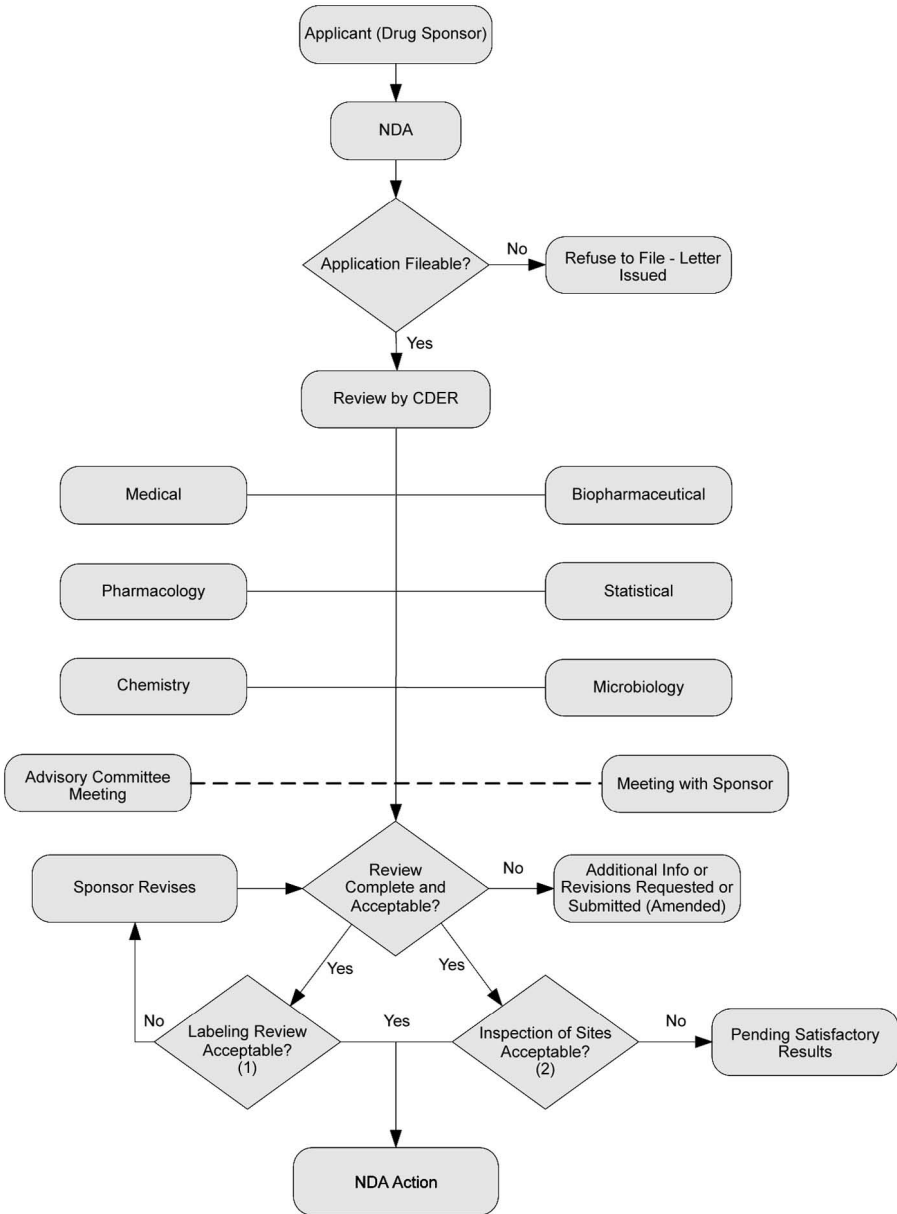 Applicant (Drug Sponsor)
NDA
Application Fileable?
No
Refuse to File - Letter
Issued
Yes
Review by CDER
Medical
Biopharmaceutical
Pharmacology
Statistical
Chemistry
Microbiology
Advisory Committee
Meeting
Meeting with Sponsor
Sponsor Revises
Review
Complete and
Acceptable?
No
Additional Info or
Revisions Requested or
Submitted (Amended)
Yes
Yes
No
Labeling Review
Acceptable?
(1)
Yes
Inspection of Sites
Acceptable?
(2)
No
Pending Satisfactory
Results
NDA Action